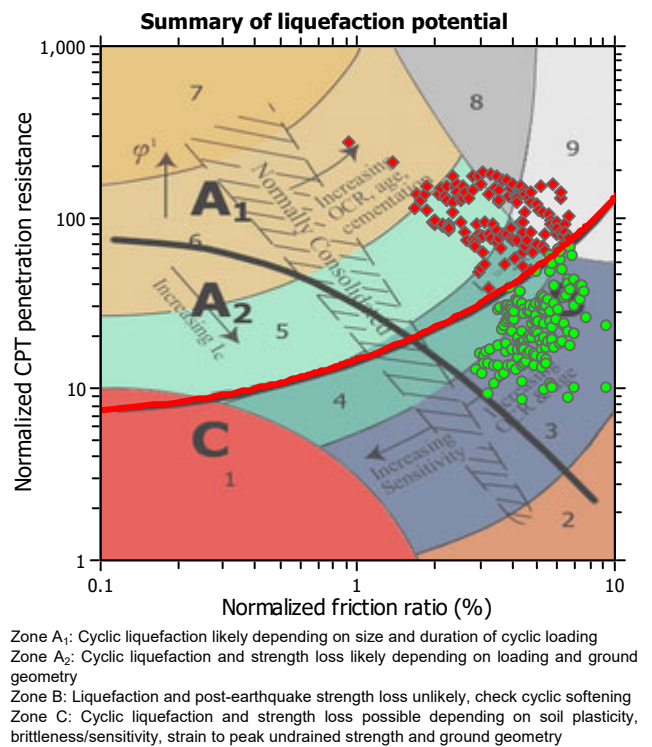 Summary of liquefaction potential
1,000
7
8
φ'
9
Increasing
OCR, age,
cementation
Normally Consolidated
A1
100
6
A2
Increasing Ic
5
Normalized CPT penetration resistance
10
4
C
3
Increasing
Sensitivity
1
2
1
0.1
1
10
Normalized friction ratio (%)
Zone A1: Cyclic liquefaction likely depending on size and duration of cyclic loading
Zone A2: Cyclic liquefaction and strength loss likely depending on loading and ground
geometry
Zone B: Liquefaction and post-earthquake strength loss unlikely, check cyclic softening
Zone C: Cyclic liquefaction and strength loss possible depending on soil plasticity,
brittleness/sensitivity, strain to peak undrained strength and ground geometry